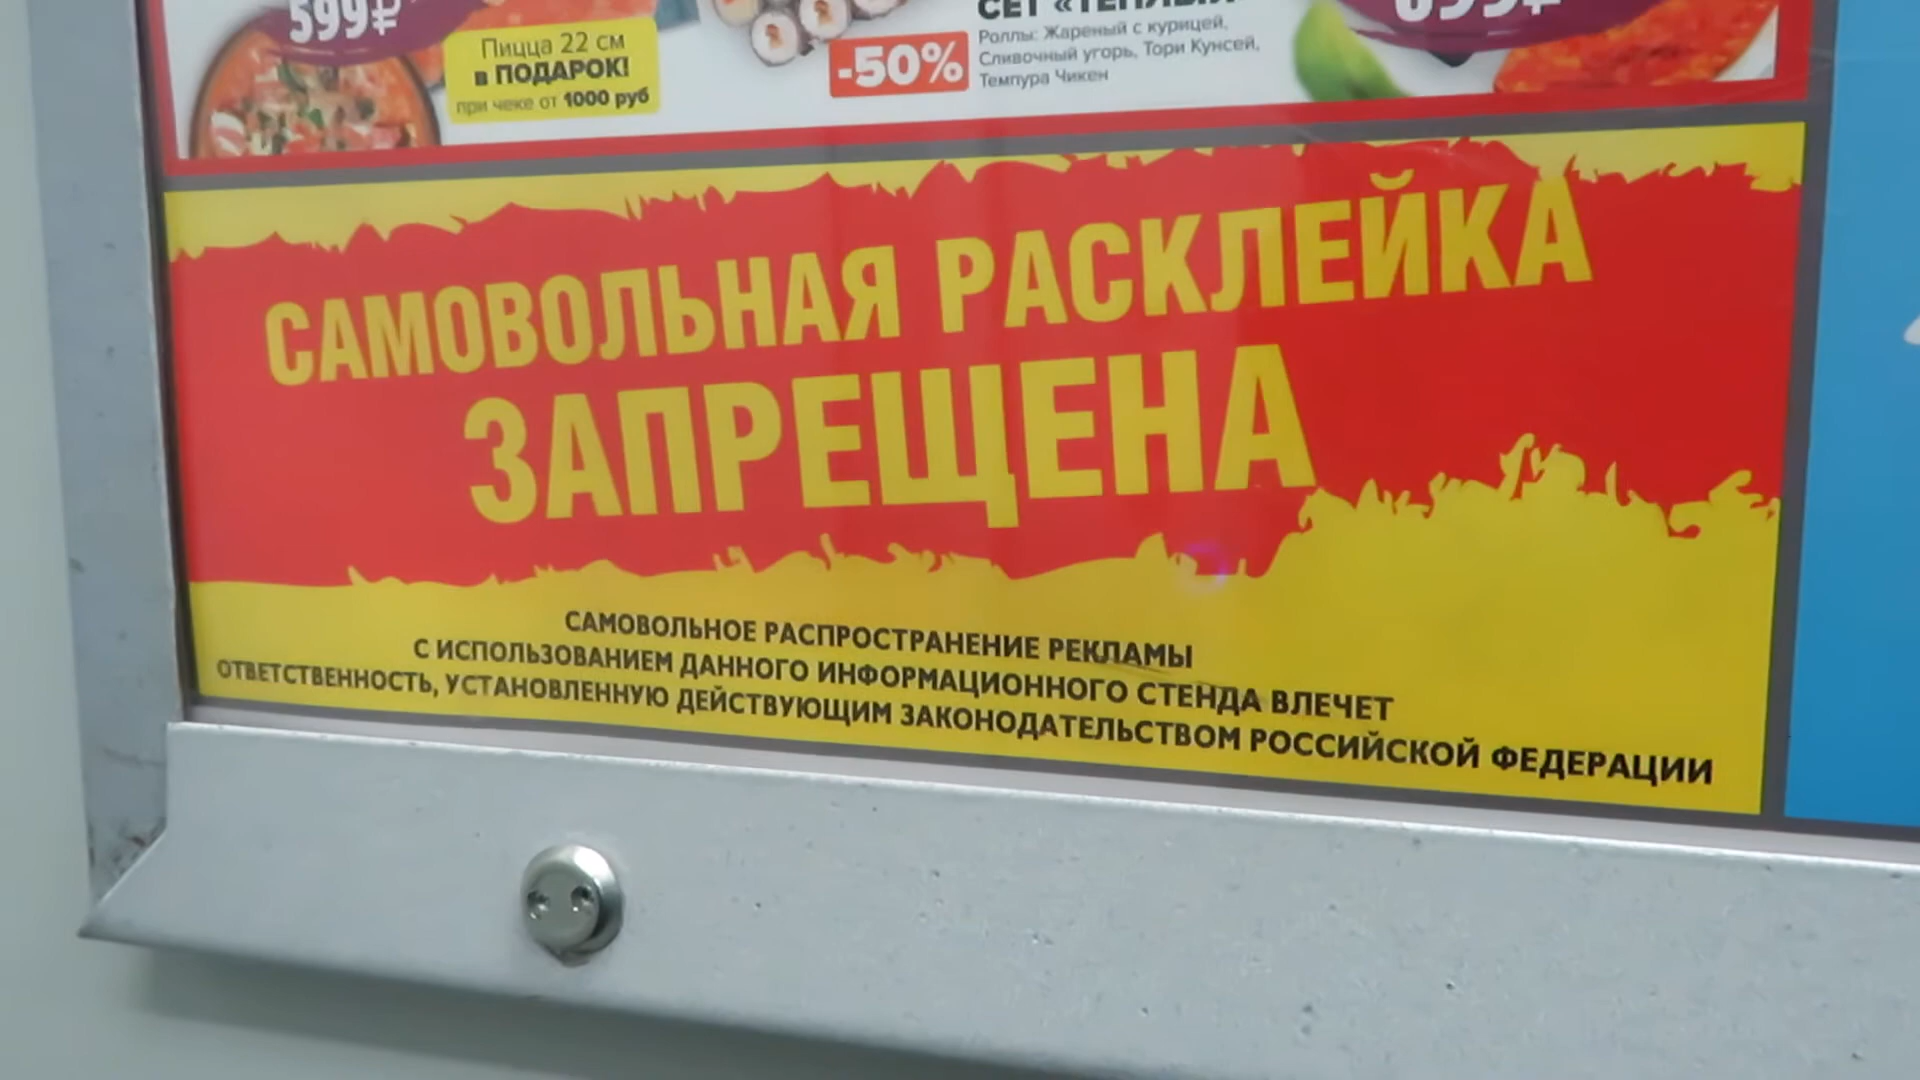 599₽
Пицца 22 см
в ПОДАРОК!
при чеке от 1000 руб
-50%
Роллы: Жареный с курицей,
Сливочный угорь, Тори Кунсей,
Темпура Чикен
САМОВОЛЬНАЯ РАСКЛЕЙКА
ЗАПРЕЩЕНА
САМОВОЛЬНОЕ РАСПРОСТРАНЕНИЕ РЕКЛАМЫ
С ИСПОЛЬЗОВАНИЕМ ДАННОГО ИНФОРМАЦИОННОГО СТЕНДА ВЛЕЧЕТ
ОТВЕТСТВЕННОСТЬ, УСТАНОВЛЕННУЮ ДЕЙСТВУЮЩИМ ЗАКОНОДАТЕЛЬСТВОМ РОССИЙСКОЙ ФЕДЕРАЦИИ